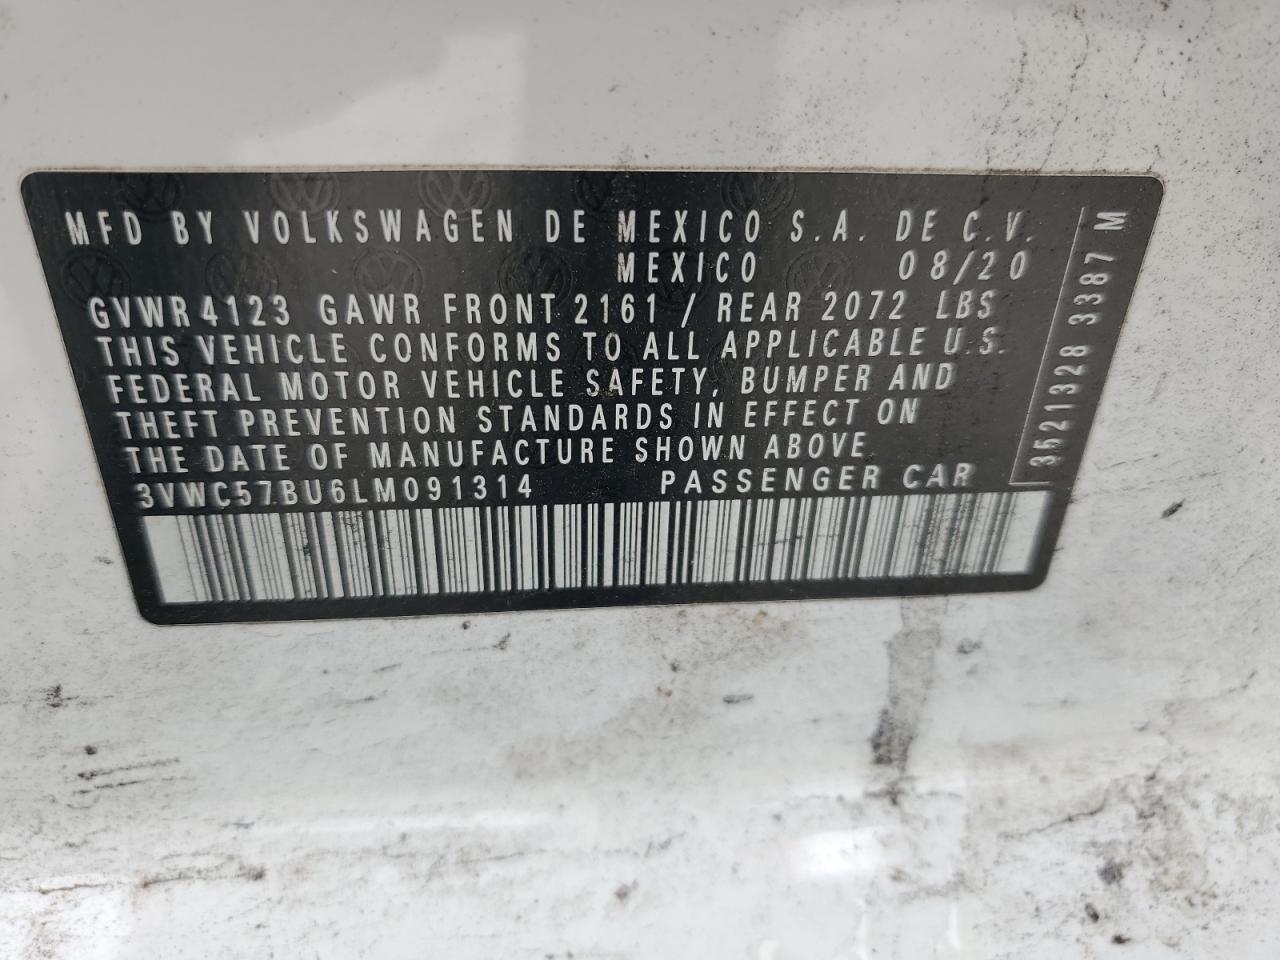 MFD BY VOLKSWAGEN DE MEXICO S.A. DE C.V.
MEXICO 08/20
GVWR 4123 GAWR FRONT 2161 / REAR 2072 LBS
THIS VEHICLE CONFORMS TO ALL APPLICABLE U.S.
FEDERAL MOTOR VEHICLE SAFETY, BUMPER AND
THEFT PREVENTION STANDARDS IN EFFECT ON
THE DATE OF MANUFACTURE SHOWN ABOVE
3VWC57BU6LM091314 PASSENGER CAR
3521328 3387 M